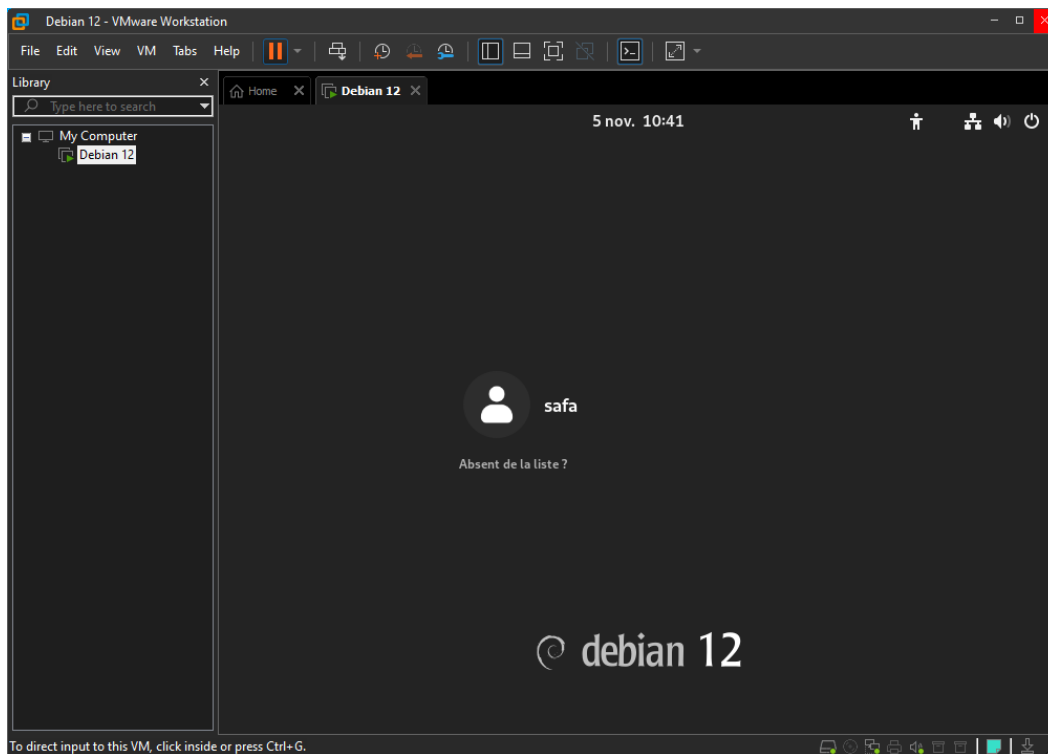 Debian 12 - VMware Workstation
File Edit View VM Tabs Help
Library
Type here to search
My Computer
Debian 12
Home
Debian 12
5 nov. 10:41
safa
Absent de la liste ?
debian 12
To direct input to this VM, click inside or press Ctrl+G.